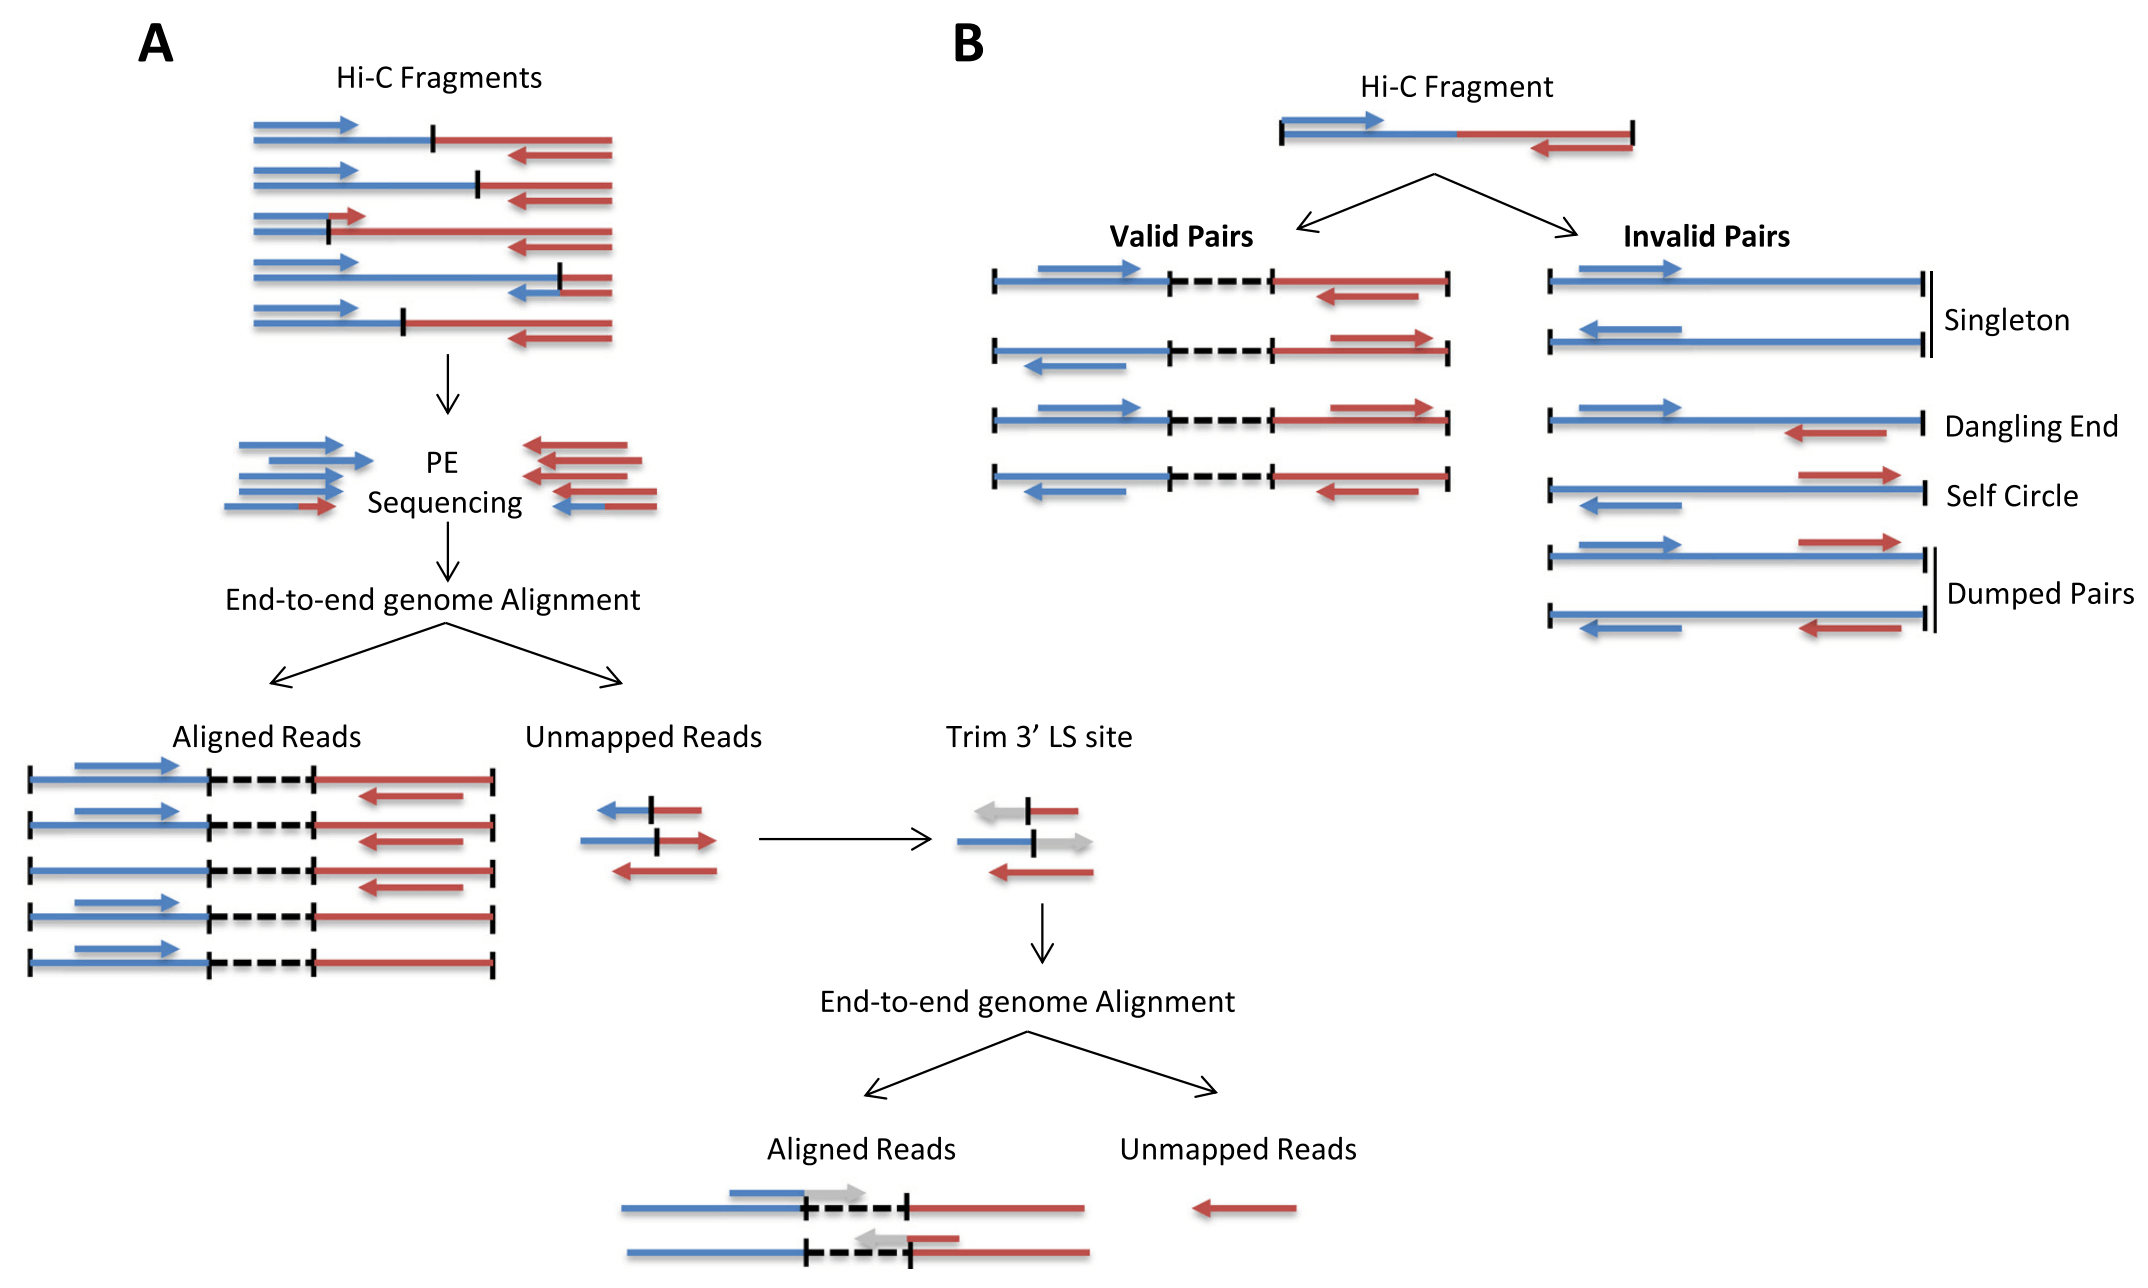 A
Hi-C Fragments
PE
Sequencing
End-to-end genome Alignment
Aligned Reads
Unmapped Reads
Trim 3’ LS site
End-to-end genome Alignment
Aligned Reads
Unmapped Reads
B
Hi-C Fragment
Valid Pairs
Invalid Pairs
Singleton
Dangling End
Self Circle
Dumped Pairs